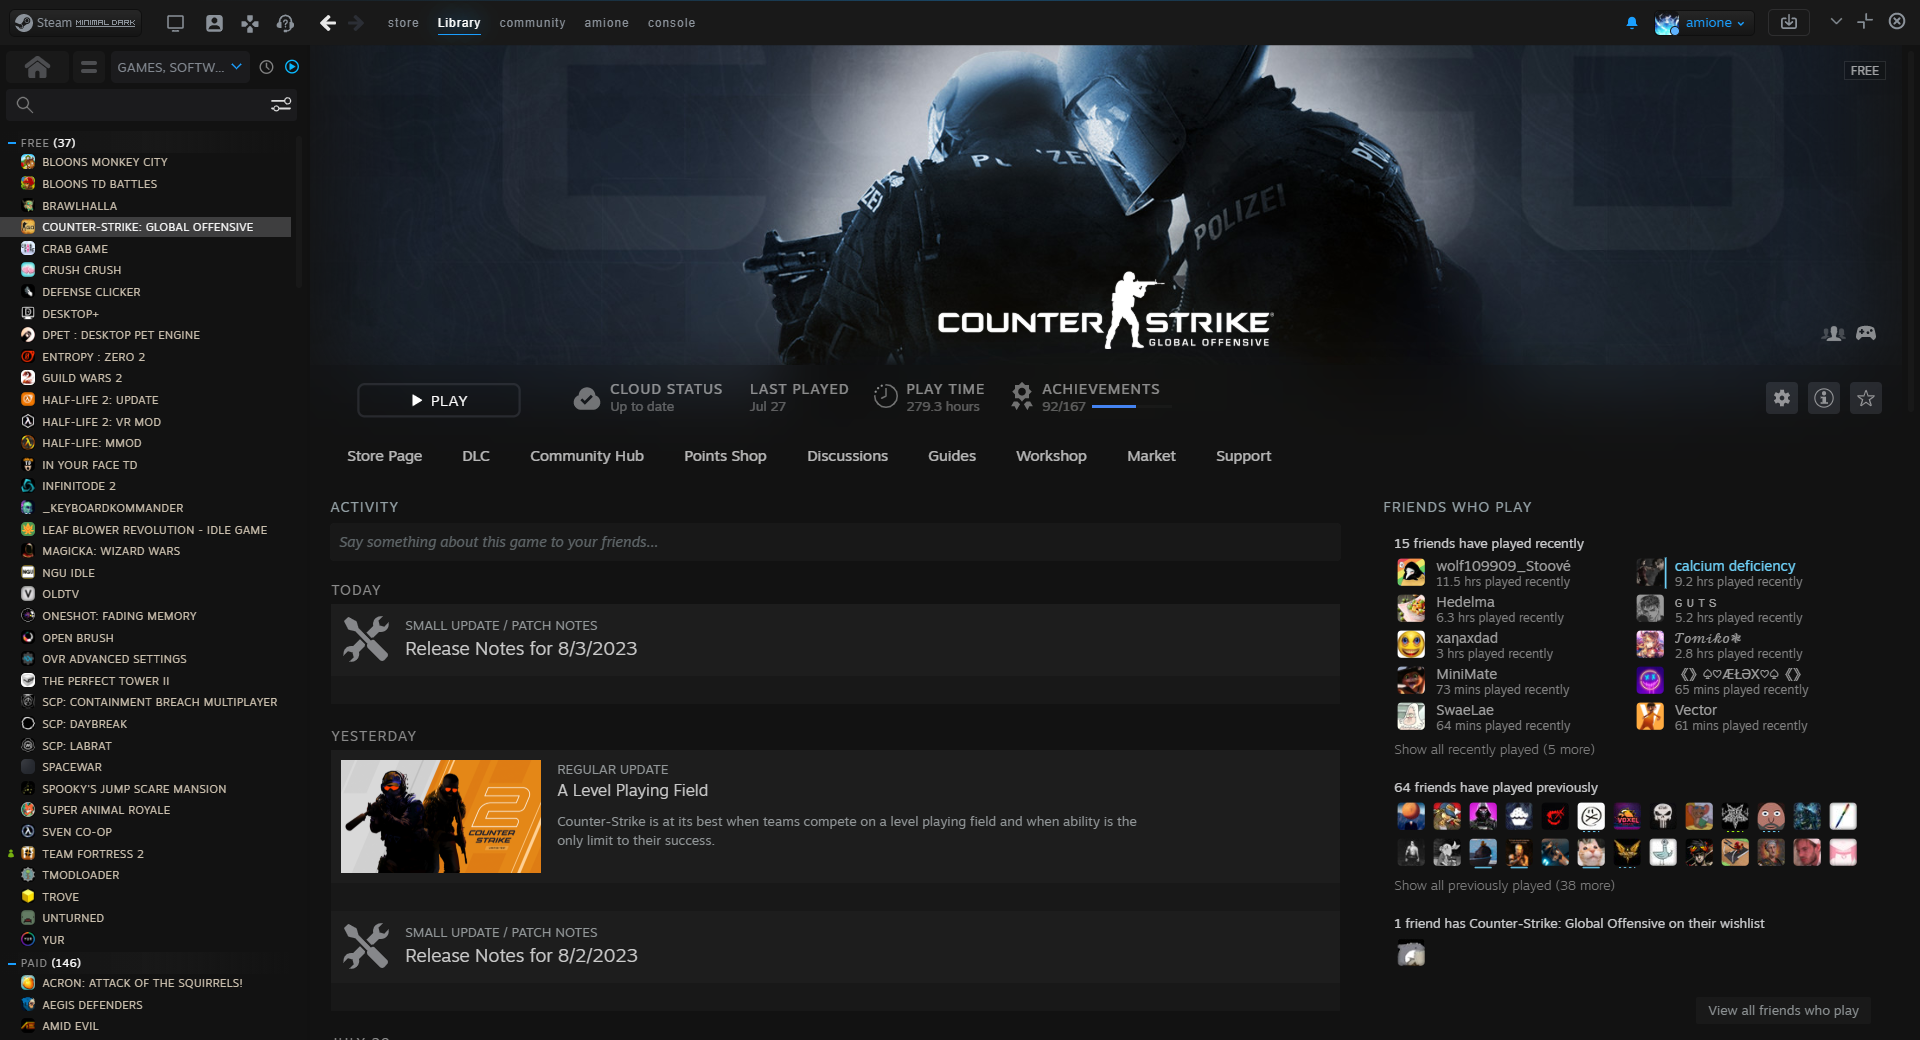 Steam MINIMAL DARK
store Library community amione console
amione
GAMES, SOFTW...
FREE (37)
BLOONS MONKEY CITY
BLOONS TD BATTLES
BRAWLHALLA
COUNTER-STRIKE: GLOBAL OFFENSIVE
CRAB GAME
CRUSH CRUSH
DEFENSE CLICKER
DESKTOP+
DPET : DESKTOP PET ENGINE
ENTROPY : ZERO 2
GUILD WARS 2
HALF-LIFE 2: UPDATE
HALF-LIFE 2: VR MOD
HALF-LIFE: MMOD
IN YOUR FACE TD
INFINITODE 2
_KEYBOARDKOMMANDER
LEAF BLOWER REVOLUTION - IDLE GAME
MAGICKA: WIZARD WARS
NGU IDLE
OLDTV
ONESHOT: FADING MEMORY
OPEN BRUSH
OVR ADVANCED SETTINGS
THE PERFECT TOWER II
SCP: CONTAINMENT BREACH MULTIPLAYER
SCP: DAYBREAK
SCP: LABRAT
SPACEWAR
SPOOKY'S JUMP SCARE MANSION
SUPER ANIMAL ROYALE
SVEN CO-OP
TEAM FORTRESS 2
TMODLOADER
TROVE
UNTURNED
YUR
PAID (146)
ACRON: ATTACK OF THE SQUIRRELS!
AEGIS DEFENDERS
AMID EVIL
FREE
POLIZEI
POLIZEI
COUNTER STRIKE
GLOBAL OFFENSIVE
PLAY
CLOUD STATUS
Up to date
LAST PLAYED
Jul 27
PLAY TIME
279.3 hours
ACHIEVEMENTS
92/167
Store Page DLC Community Hub Points Shop Discussions Guides Workshop Market Support
ACTIVITY
Say something about this game to your friends...
TODAY
SMALL UPDATE / PATCH NOTES
Release Notes for 8/3/2023
YESTERDAY
2
COUNTER
STRIKE
REGULAR UPDATE
A Level Playing Field
Counter-Strike is at its best when teams compete on a level playing field and when ability is the
only limit to their success.
SMALL UPDATE / PATCH NOTES
Release Notes for 8/2/2023
FRIENDS WHO PLAY
15 friends have played recently
wolf109909_Stoové
11.5 hrs played recently
calcium deficiency
9.2 hrs played recently
Hedelma
6.3 hrs played recently
ɢ ᴜ ᴛ s
5.2 hrs played recently
xaηaxdad
3 hrs played recently
𝓣𝓸𝓶𝓲𝓴𝓸❃
2.8 hrs played recently
MiniMate
73 mins played recently
《》♤♡ÆŁƏX♡♤《》
65 mins played recently
SwaeLae
64 mins played recently
Vector
61 mins played recently
Show all recently played (5 more)
64 friends have played previously
Show all previously played (38 more)
1 friend has Counter-Strike: Global Offensive on their wishlist
View all friends who play